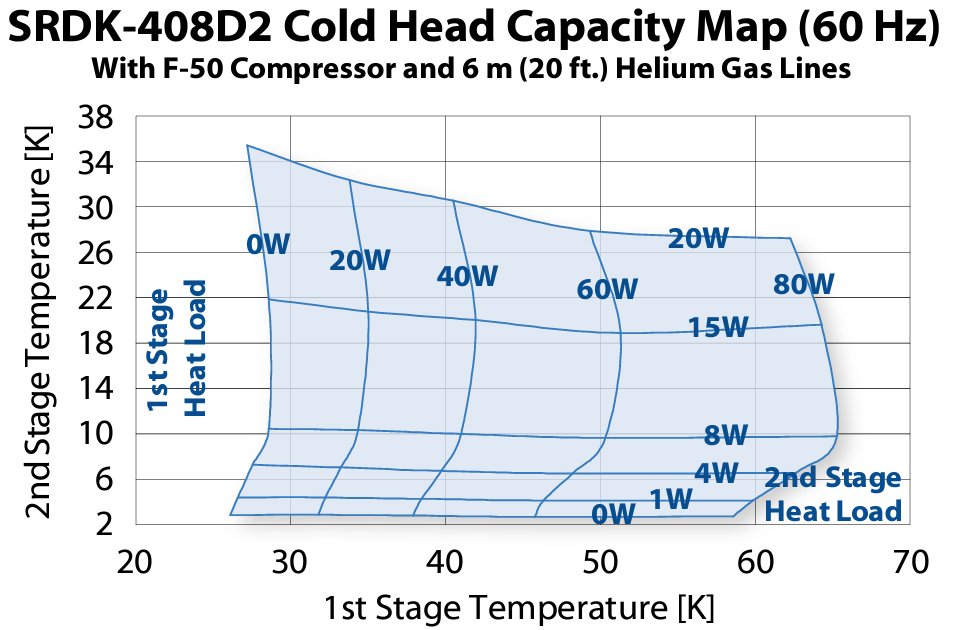 SRDK-408D2 Cold Head Capacity Map (60 Hz)
With F-50 Compressor and 6 m (20 ft.) Helium Gas Lines
2nd Stage Temperature [K]
38
34
30
26
22
18
14
10
6
2
1st Stage
Heat Load
0W
20W
40W
60W
80W
20W
15W
8W
4W
1W
0W
2nd Stage
Heat Load
20
30
40
50
60
70
1st Stage Temperature [K]